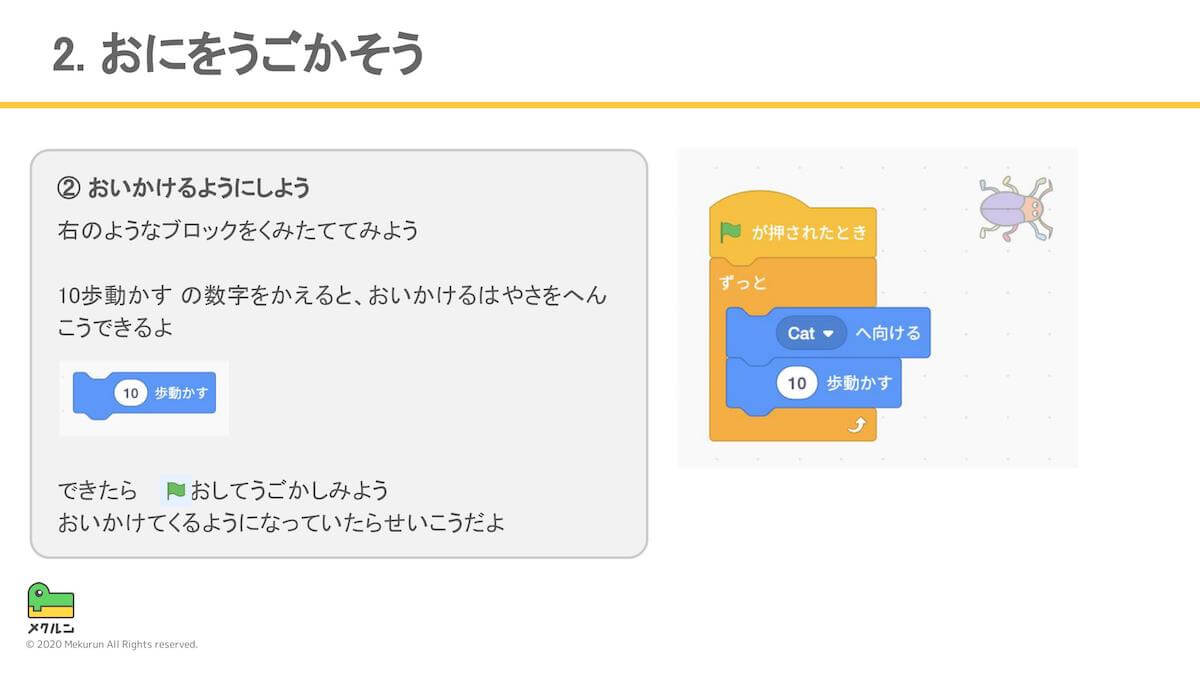 2. おにをうごかそう
② おいかけるようにしよう
右のようなブロックをくみたててみよう
10歩動かす の数字をかえると、おいかけるはやさをへん
こうできるよ
10 歩動かす
できたら おしてうごかしみよう
おいかけてくるようになっていたらせいこうだよ
が押されたとき
ずっと
Cat へ向ける
10 歩動かす
メクルン
© 2020 Mekurun All Rights reserved.